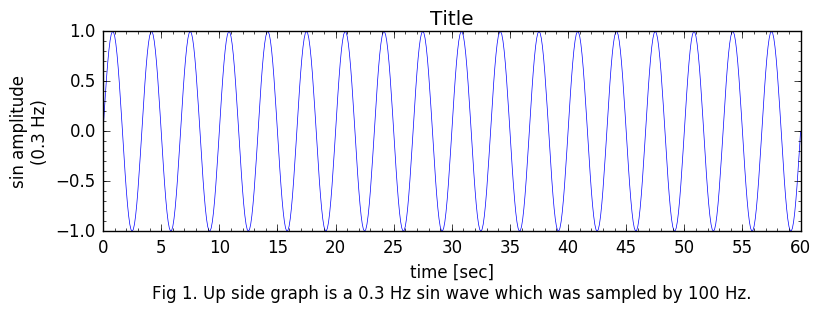 Title
1.0
0.5
0.0
−0.5
−1.0
sin amplitude
(0.3 Hz)
0 5 10 15 20 25 30 35 40 45 50 55 60
time [sec]
Fig 1. Up side graph is a 0.3 Hz sin wave which was sampled by 100 Hz.